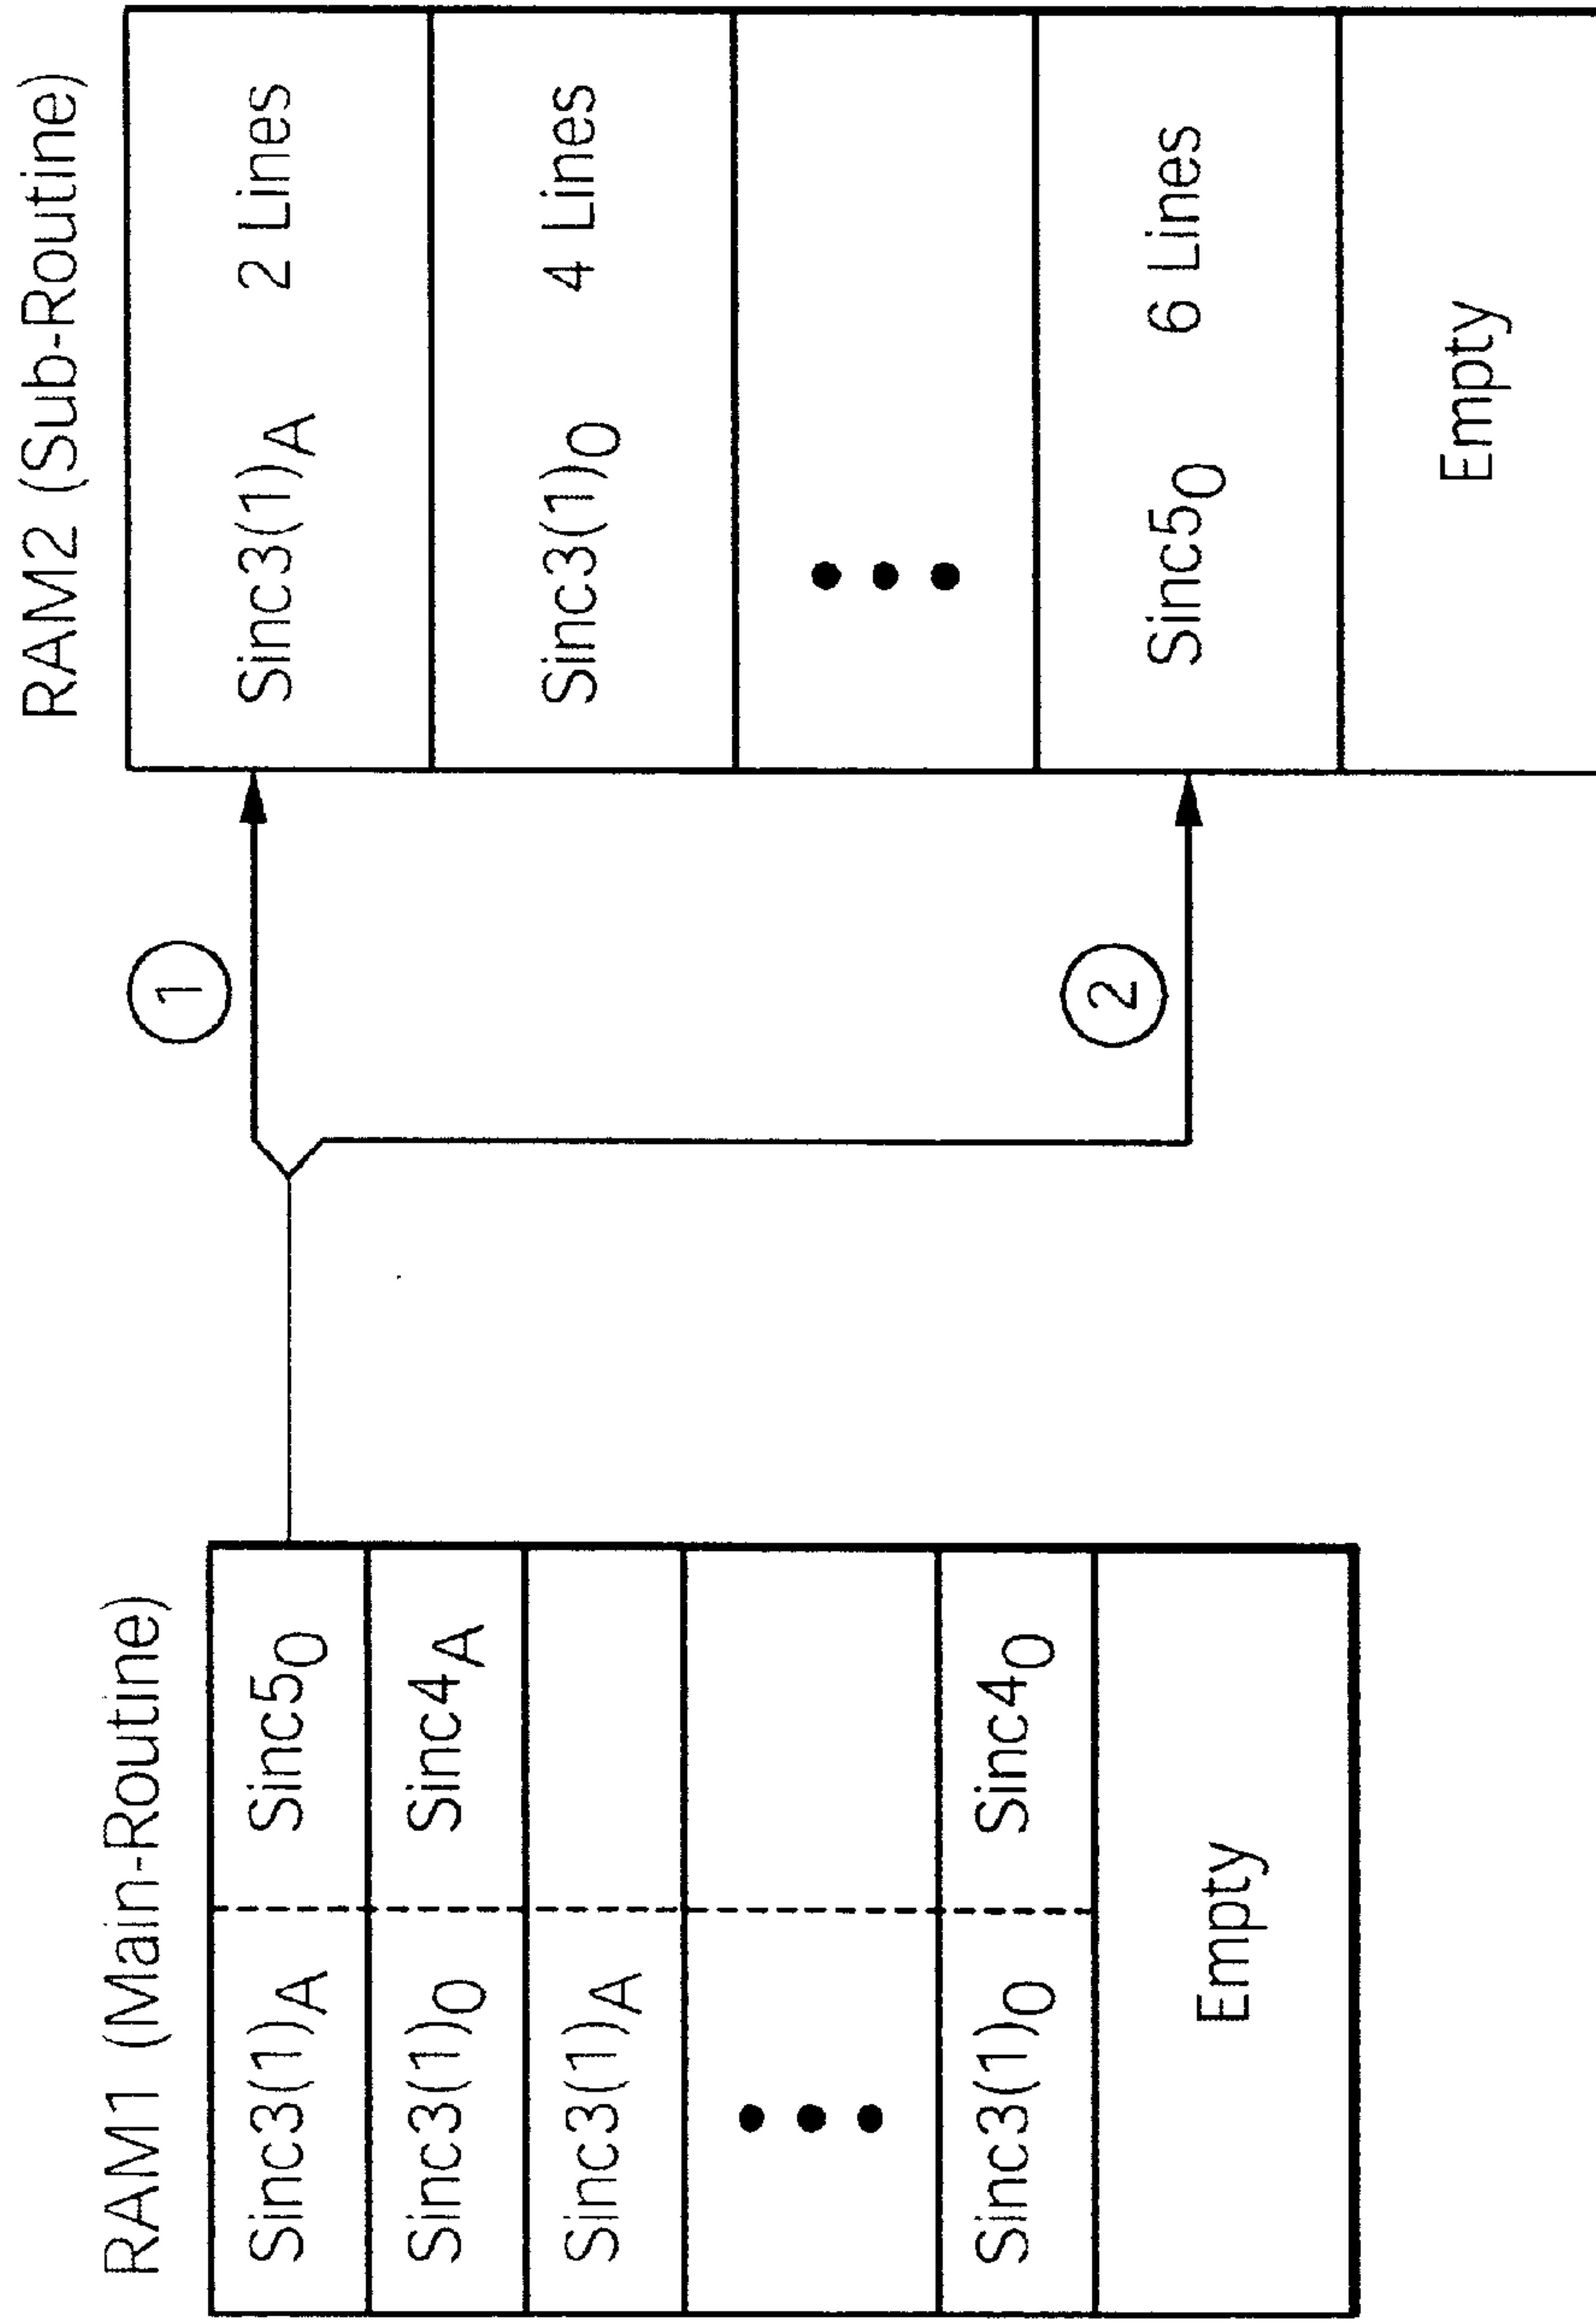 RAM1 (Main-Routine)
Sinc3(1)A Sinc5O
Sinc3(1)O Sinc4A
Sinc3(1)A
•••
Sinc3(1)O Sinc4O
Empty
1
2
RAM2 (Sub-Routine)
Sinc3(1)A 2 Lines
Sinc3(1)O 4 Lines
•••
Sinc5O 6 Lines
Empty